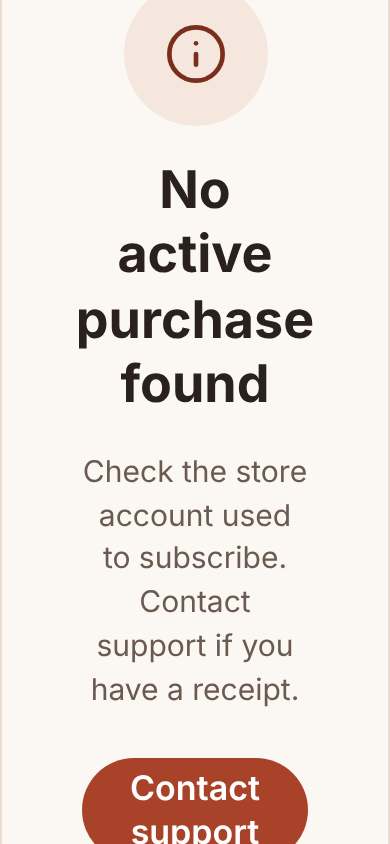 No
active
purchase
found
Check the store
account used
to subscribe.
Contact
support if you
have a receipt.
Contact
support